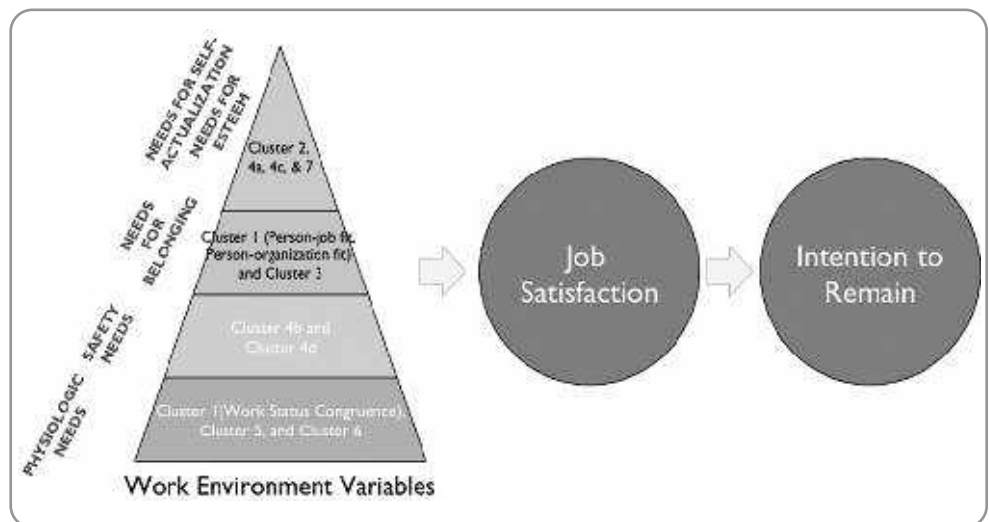 NEEDS FOR SELF-
ACTUALIZATION
NEEDS FOR
ESTEEM
Cluster 2,
4a, 4c, & 7
NEEDS
FOR
BELONGING
Cluster 1 (Person-job fit,
Person-organization fit)
and Cluster 3
SAFETY
NEEDS
Cluster 4b and
Cluster 4d
PHYSIOLOGIC
NEEDS
Cluster 1(Work Status Congruence),
Cluster 5, and Cluster 6
Work Environment Variables
Job
Satisfaction
Intention to
Remain